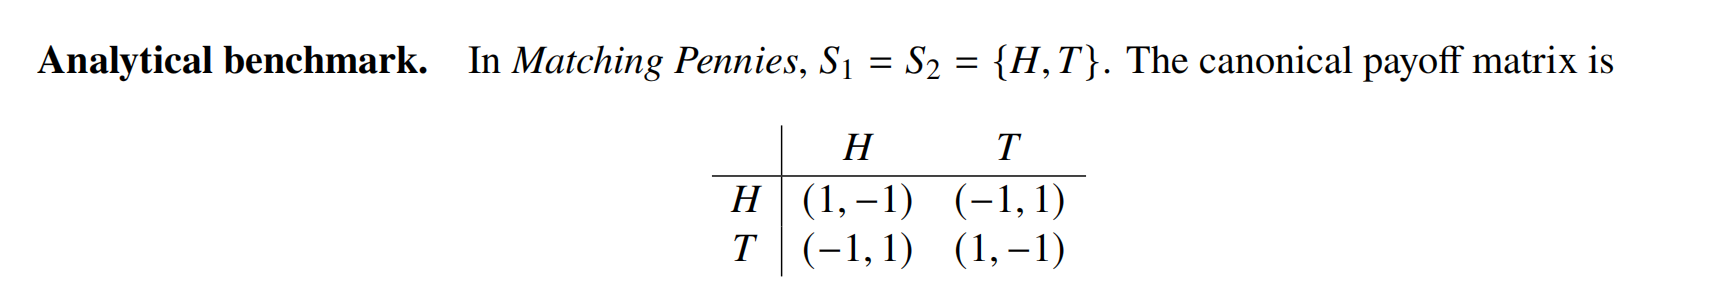 Analytical benchmark. In Matching Pennies, S₁ = S₂ = {H, T}. The canonical payoff matrix is
H T
H (1, −1) (−1, 1)
T (−1, 1) (1, −1)